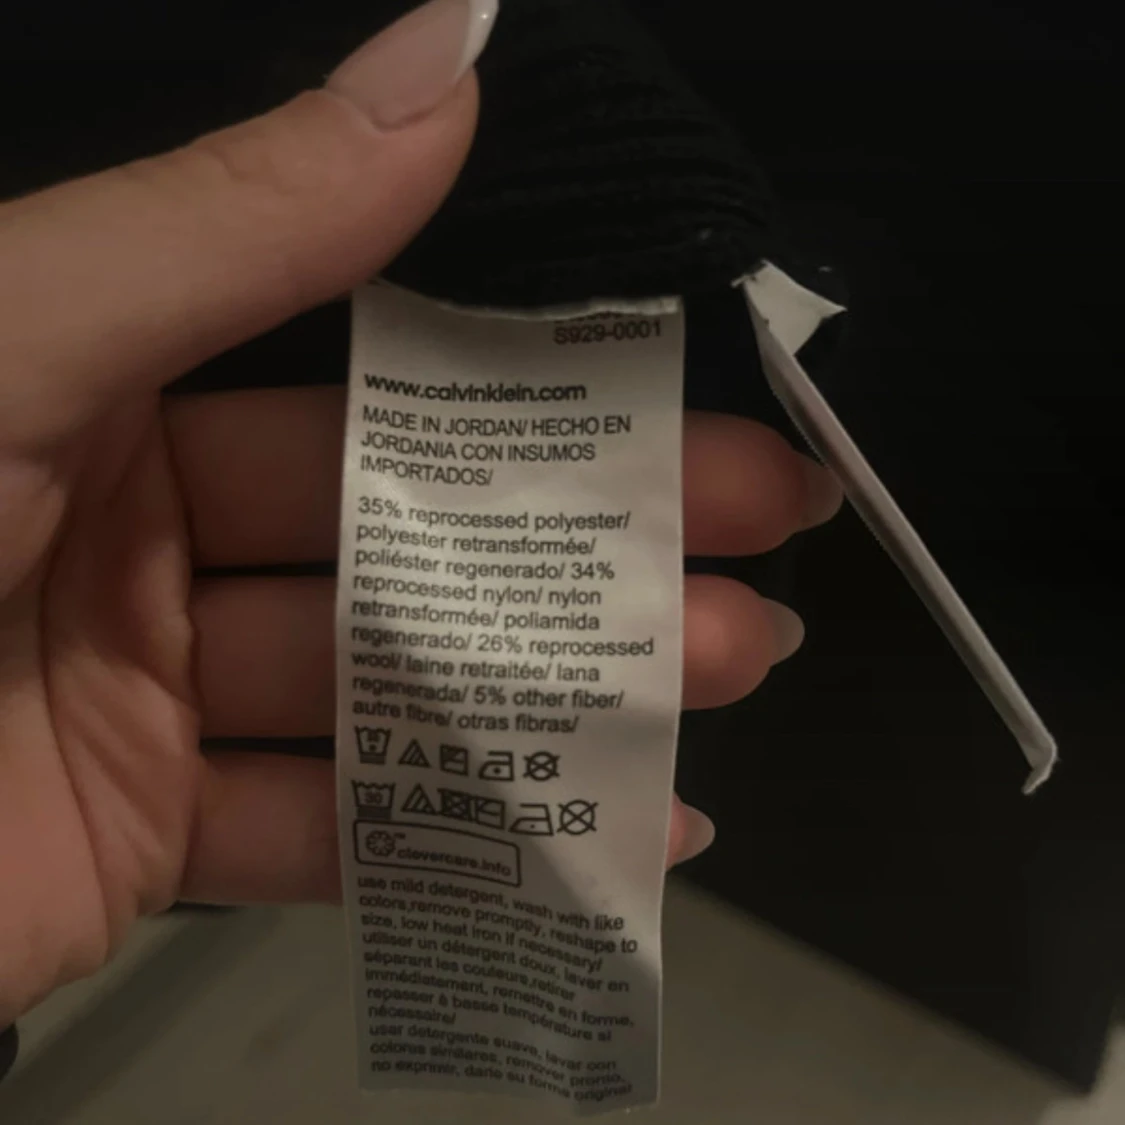 S929-0001
www.calvinklein.com
MADE IN JORDAN/ HECHO EN
JORDANIA CON INSUMOS
IMPORTADOS/
35% reprocessed polyester/
polyester retransformée/
poliéster regenerado/ 34%
reprocessed nylon/ nylon
retransformée/ poliamida
regenerado/ 26% reprocessed
wool/ laine retraitée/ lana
regenerada/ 5% other fiber/
autre fibre/ otras fibras/
30
clevercare.info
use mild detergent, wash with like
colors,remove promptly, reshape to
size, low heat iron if necessary/
utiliser un détergent doux, laver en
séparant les couleurs,retirer
immédiatement, remettre en forme,
repasser à basse température si
nécessaire/
usar detergente suave, lavar con
colores similares, remover pronto,
no exprimir, darle su forma original